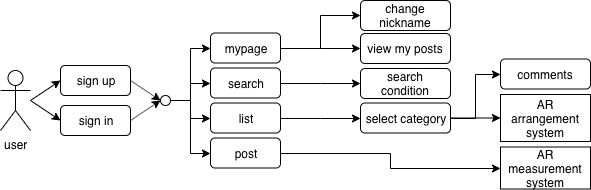 change
nickname
mypage
view my posts
sign up
search
search
condition
comments
user
sign in
list
select category
AR
arrangement
system
post
AR
measurement
system